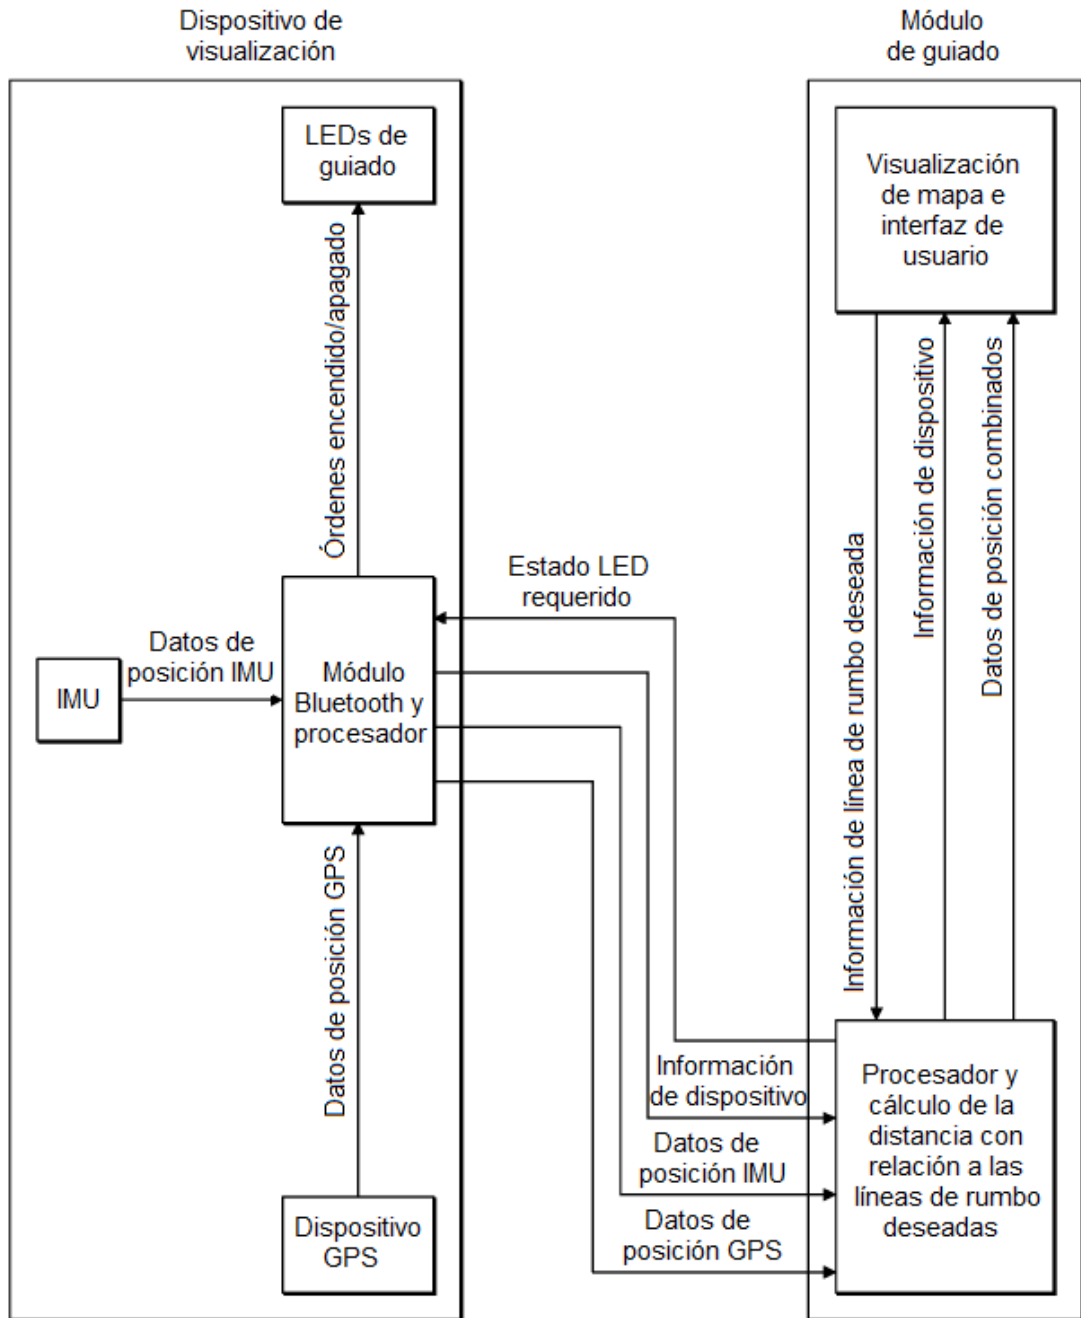 Dispositivo de
visualización
Módulo
de guiado
LEDs de
guiado
Visualización
de mapa e
interfaz de
usuario
Órdenes encendido/apagado
Información de línea de rumbo deseada
Información de dispositivo
Datos de posición combinados
Estado LED
requerido
Datos de
posición IMU
IMU
Módulo
Bluetooth y
procesador
Datos de posición GPS
Información
de dispositivo
Datos de
posición IMU
Datos de
posición GPS
Procesador y
cálculo de la
distancia con
relación a las
líneas de rumbo
deseadas
Dispositivo
GPS